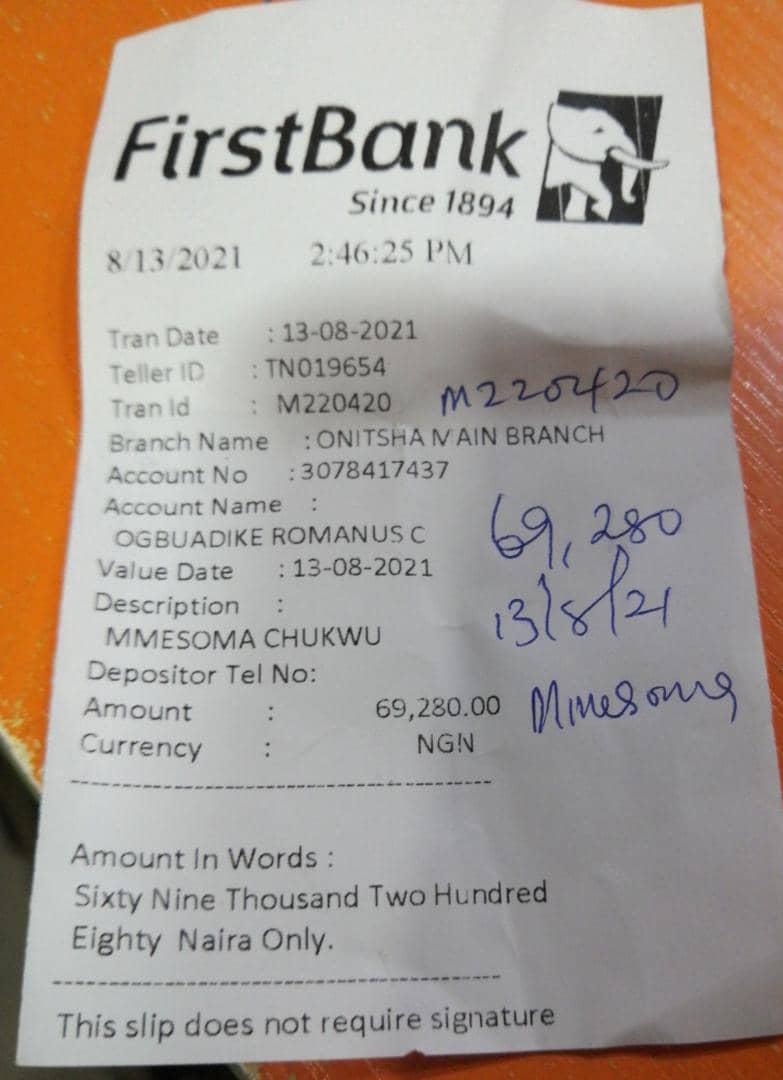 FirstBank
Since 1894
8/13/2021 2:46:25 PM
Tran Date : 13-08-2021
Teller ID : TN019654
Tran Id : M220420 M220420
Branch Name : ONITSHA MAIN BRANCH
Account No : 3078417437
Account Name :
OGBUADIKE ROMANUS C 69,280
Value Date : 13-08-2021
Description : 13/8/21
MMESOMA CHUKWU
Depositor Tel No:
Amount : 69,280.00 Mmesoma
Currency : NGN
Amount In Words :
Sixty Nine Thousand Two Hundred
Eighty Naira Only.
This slip does not require signature